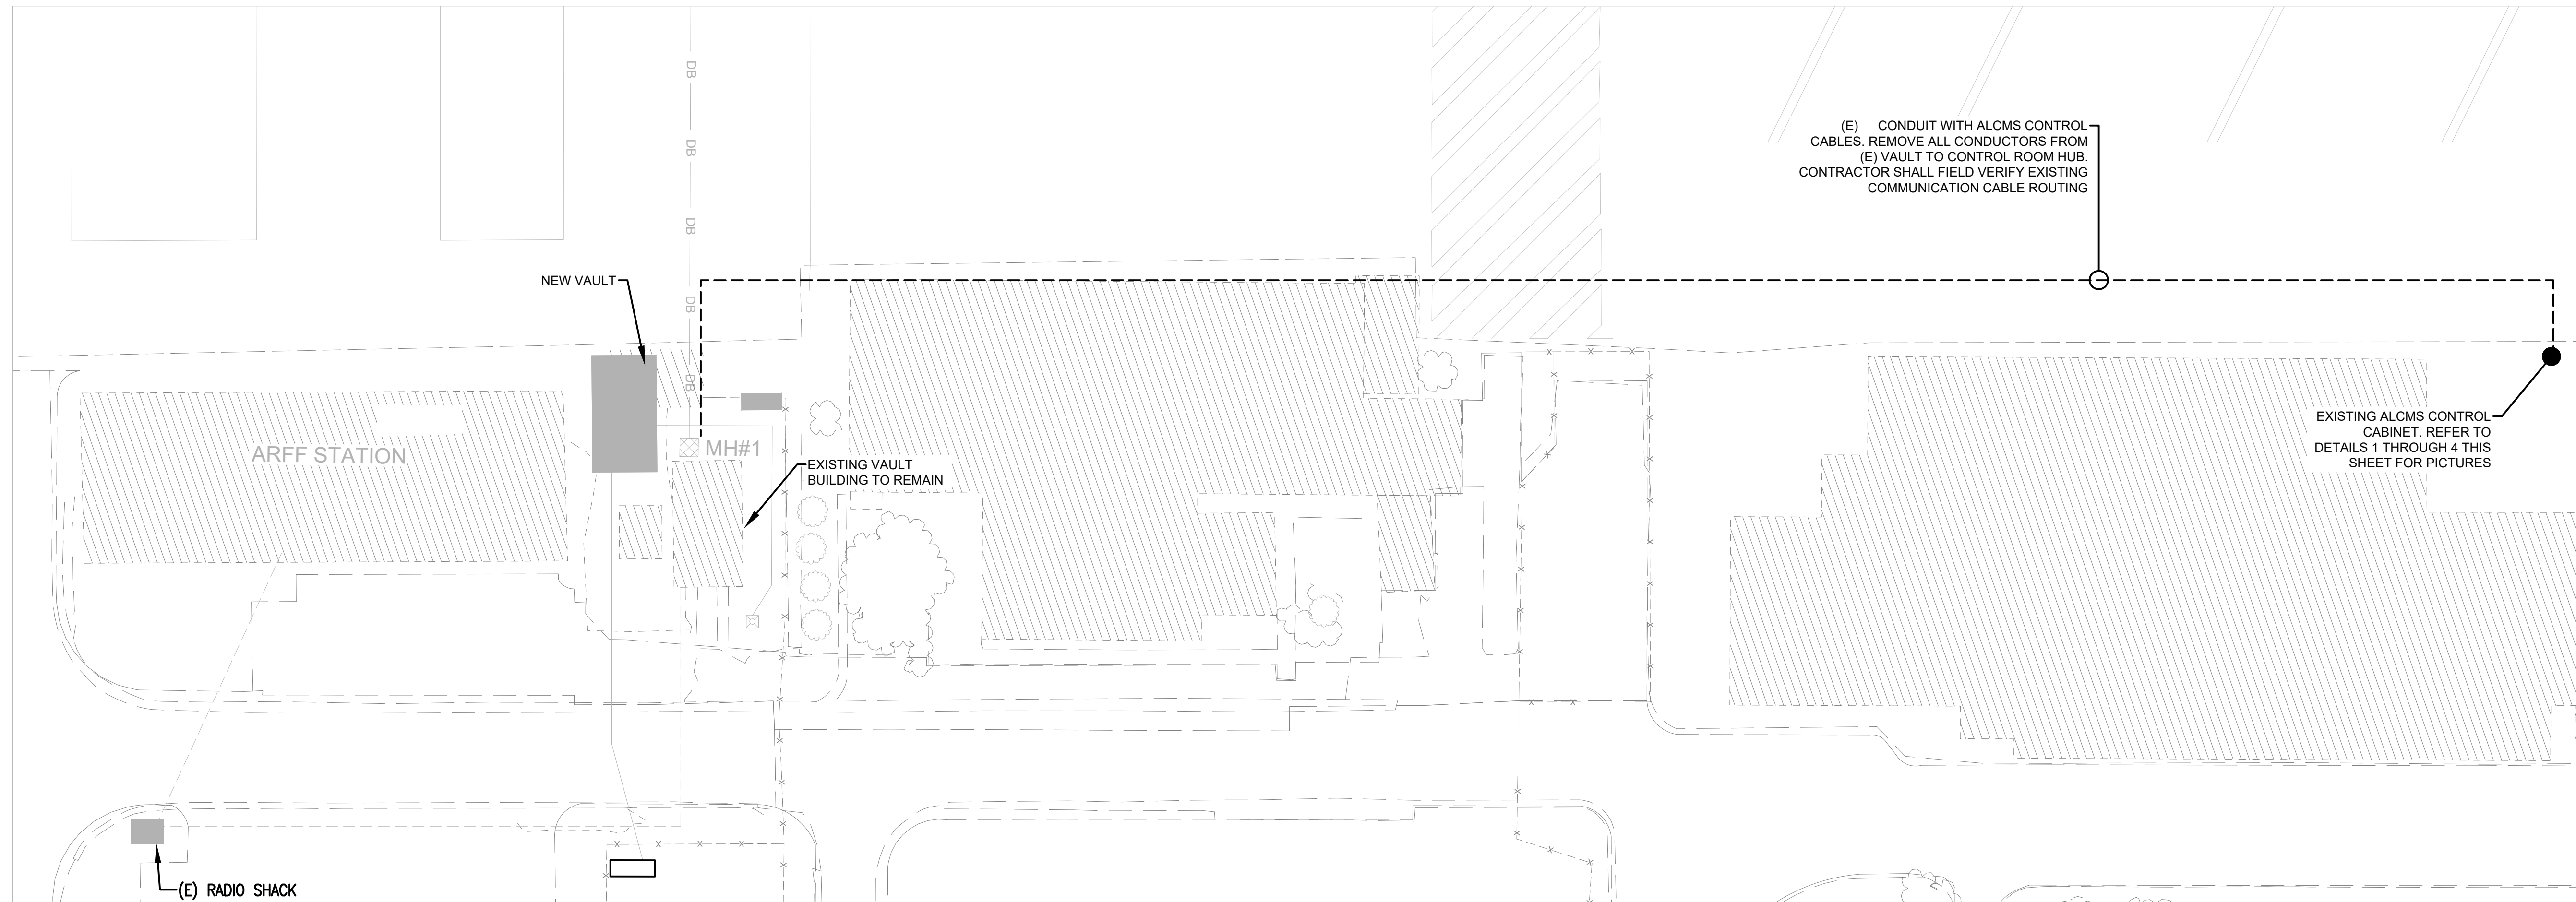 DB
DB
DB
DB
DB
(E) CONDUIT WITH ALCMS CONTROL
CABLES. REMOVE ALL CONDUCTORS FROM
(E) VAULT TO CONTROL ROOM HUB.
CONTRACTOR SHALL FIELD VERIFY EXISTING
COMMUNICATION CABLE ROUTING
NEW VAULT
EXISTING ALCMS CONTROL
CABINET. REFER TO
DETAILS 1 THROUGH 4 THIS
SHEET FOR PICTURES
ARFF STATION
MH#1
EXISTING VAULT
BUILDING TO REMAIN
(E) RADIO SHACK